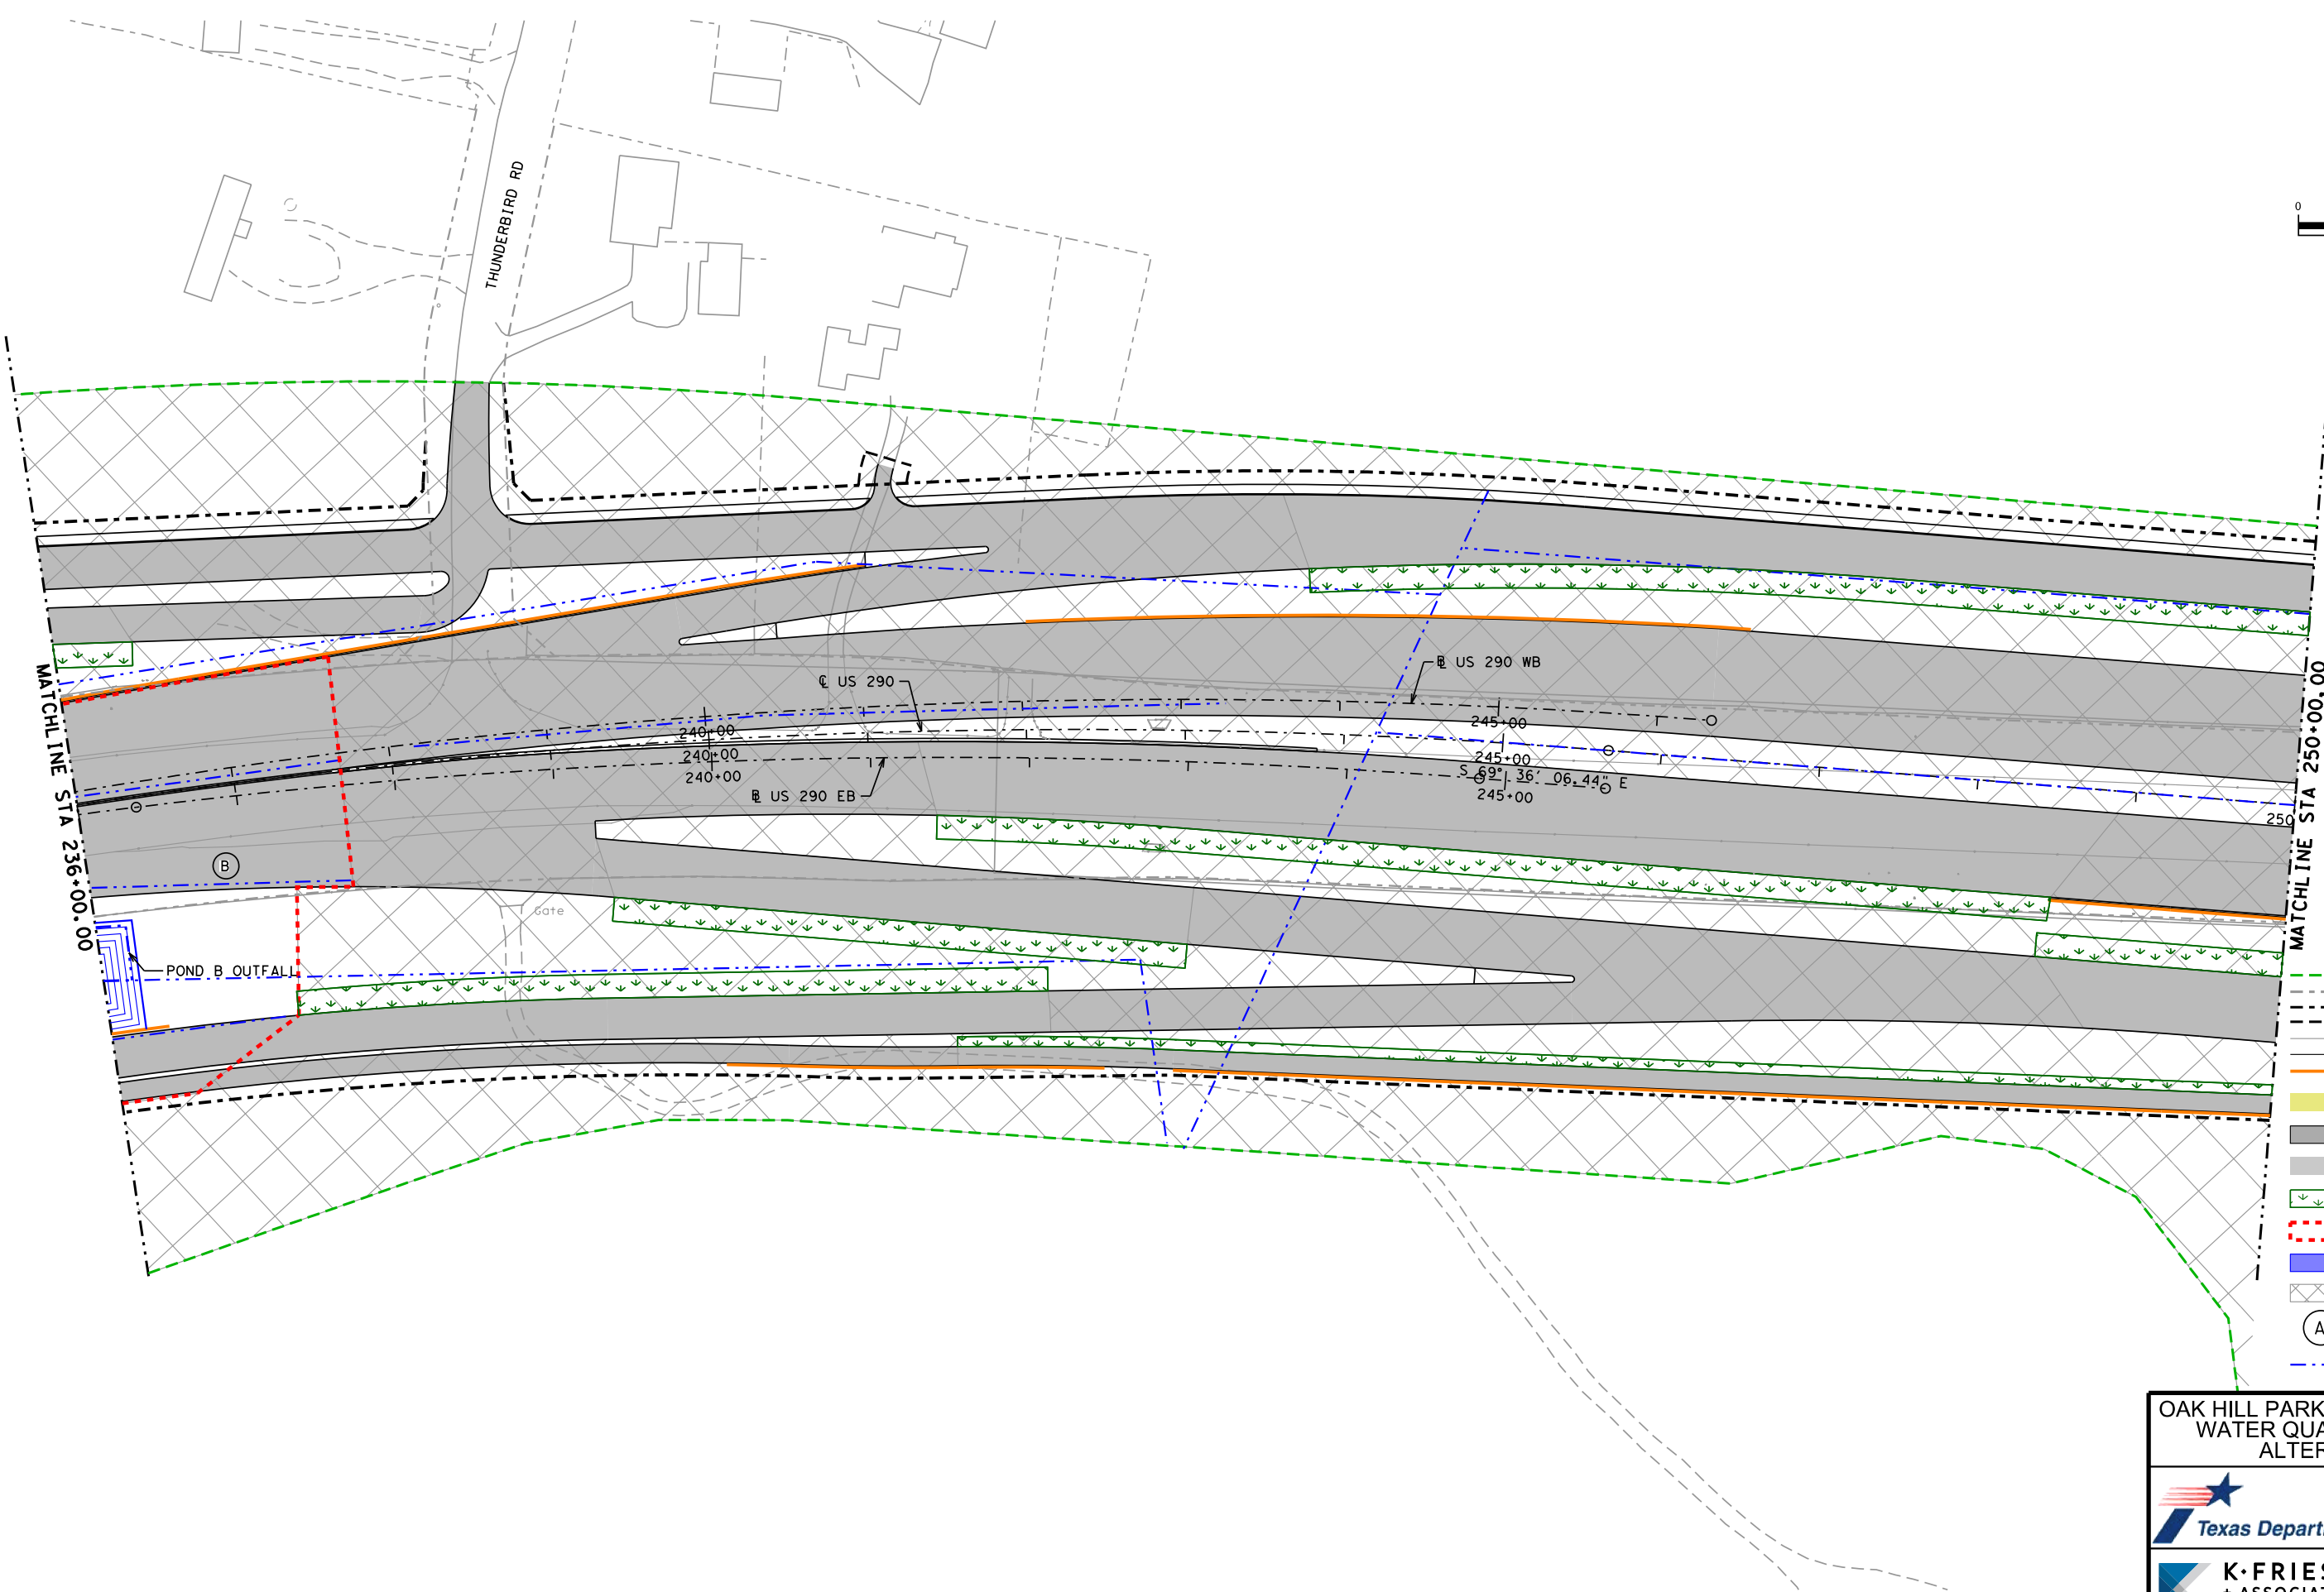 0
THUNDERBIRD RD
MATCHLINE STA 236+00.00
MATCHLINE STA 250+00.00
℄ US 290
B̵L US 290 WB
B̵L US 290 EB
240+00
240+00
240+00
245+00
245+00
S 69° 36' 06.44" E
245+00
250
B
Gate
POND B OUTFALL
A
OAK HILL PARK
WATER QUA
ALTER
Texas Depart
K·FRIES
+ ASSOCIA